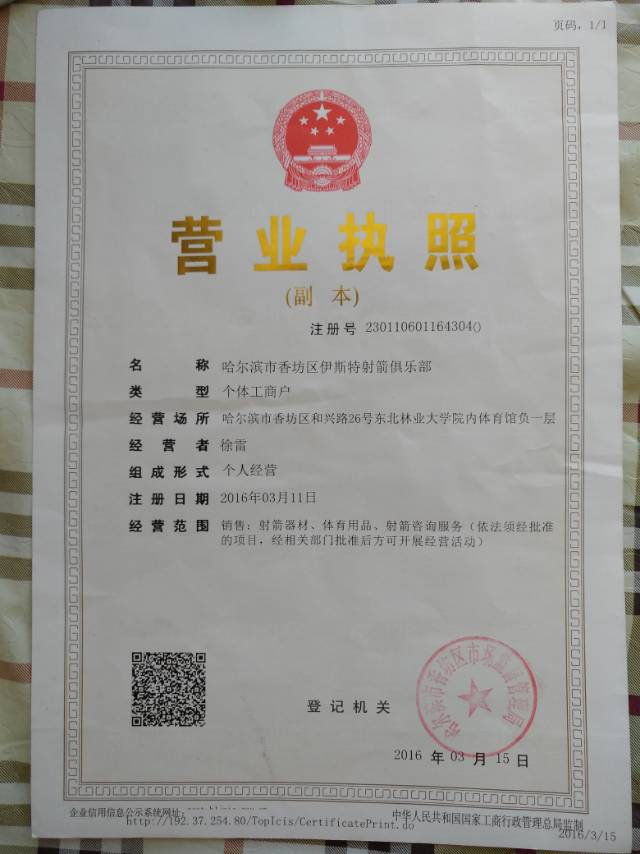 页码，1/1
营业执照
(副 本)
注册号 230110601164304()
名 称 哈尔滨市香坊区伊斯特射箭俱乐部
类 型 个体工商户
经营场所 哈尔滨市香坊区和兴路26号东北林业大学院内体育馆负一层
经 营 者 徐雷
组成形式 个人经营
注册日期 2016年03月11日
经营范围 销售：射箭器材、体育用品、射箭咨询服务（依法须经批准
的项目，经相关部门批准后方可开展经营活动）
哈尔滨市香坊区市场监督管理局
登记机关
2016 年 03 月 15 日
企业信用信息公示系统网址：
中华人民共和国国家工商行政管理总局监制
http://192.37.254.80/TopIcis/CertificatePrint.do
2016/3/15